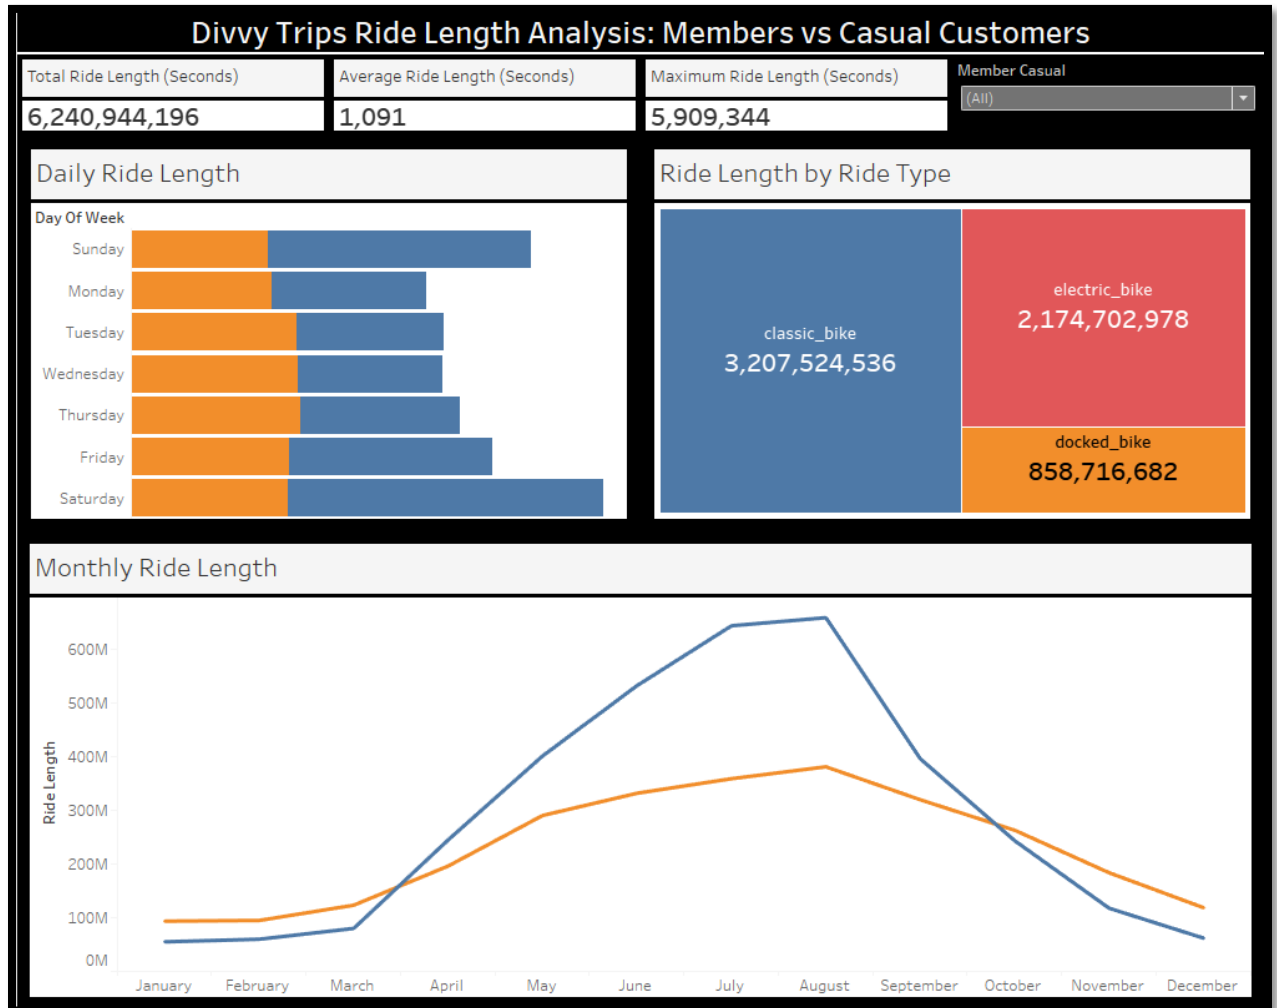 Divvy Trips Ride Length Analysis: Members vs Casual Customers
Total Ride Length (Seconds)
6,240,944,196
Average Ride Length (Seconds)
1,091
Maximum Ride Length (Seconds)
5,909,344
Member Casual
(All)
Daily Ride Length
Day Of Week
Sunday
Monday
Tuesday
Wednesday
Thursday
Friday
Saturday
Ride Length by Ride Type
classic_bike
3,207,524,536
electric_bike
2,174,702,978
docked_bike
858,716,682
Monthly Ride Length
Ride Length
600M
500M
400M
300M
200M
100M
0M
January February March April May June July August September October November December